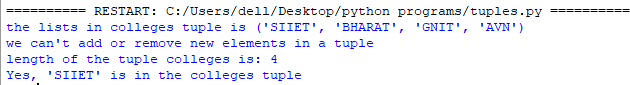 ========== RESTART: C:/Users/dell/Desktop/python programs/tuples.py ==========
the lists in colleges tuple is ('SIIET', 'BHARAT', 'GNIT', 'AVN')
we can't add or remove new elements in a tuple
length of the tuple colleges is: 4
Yes, 'SIIET' is in the colleges tuple